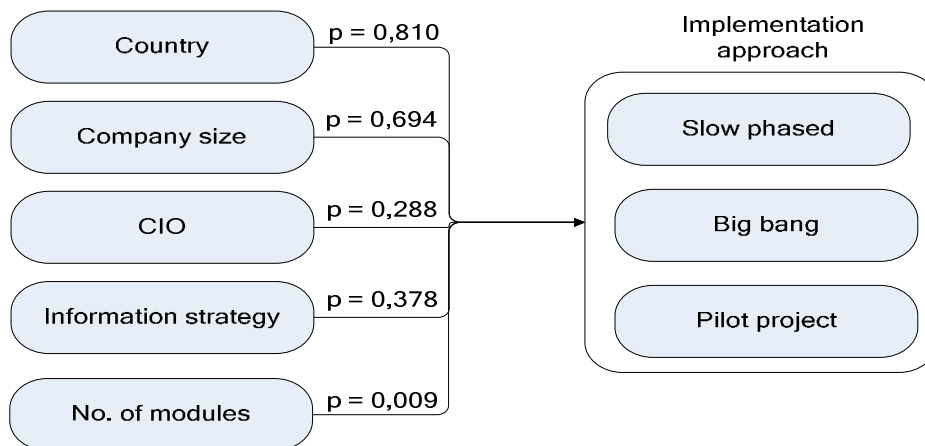 Country
p = 0,810
Company size
p = 0,694
CIO
p = 0,288
Information strategy
p = 0,378
No. of modules
p = 0,009
Implementation
approach
Slow phased
Big bang
Pilot project